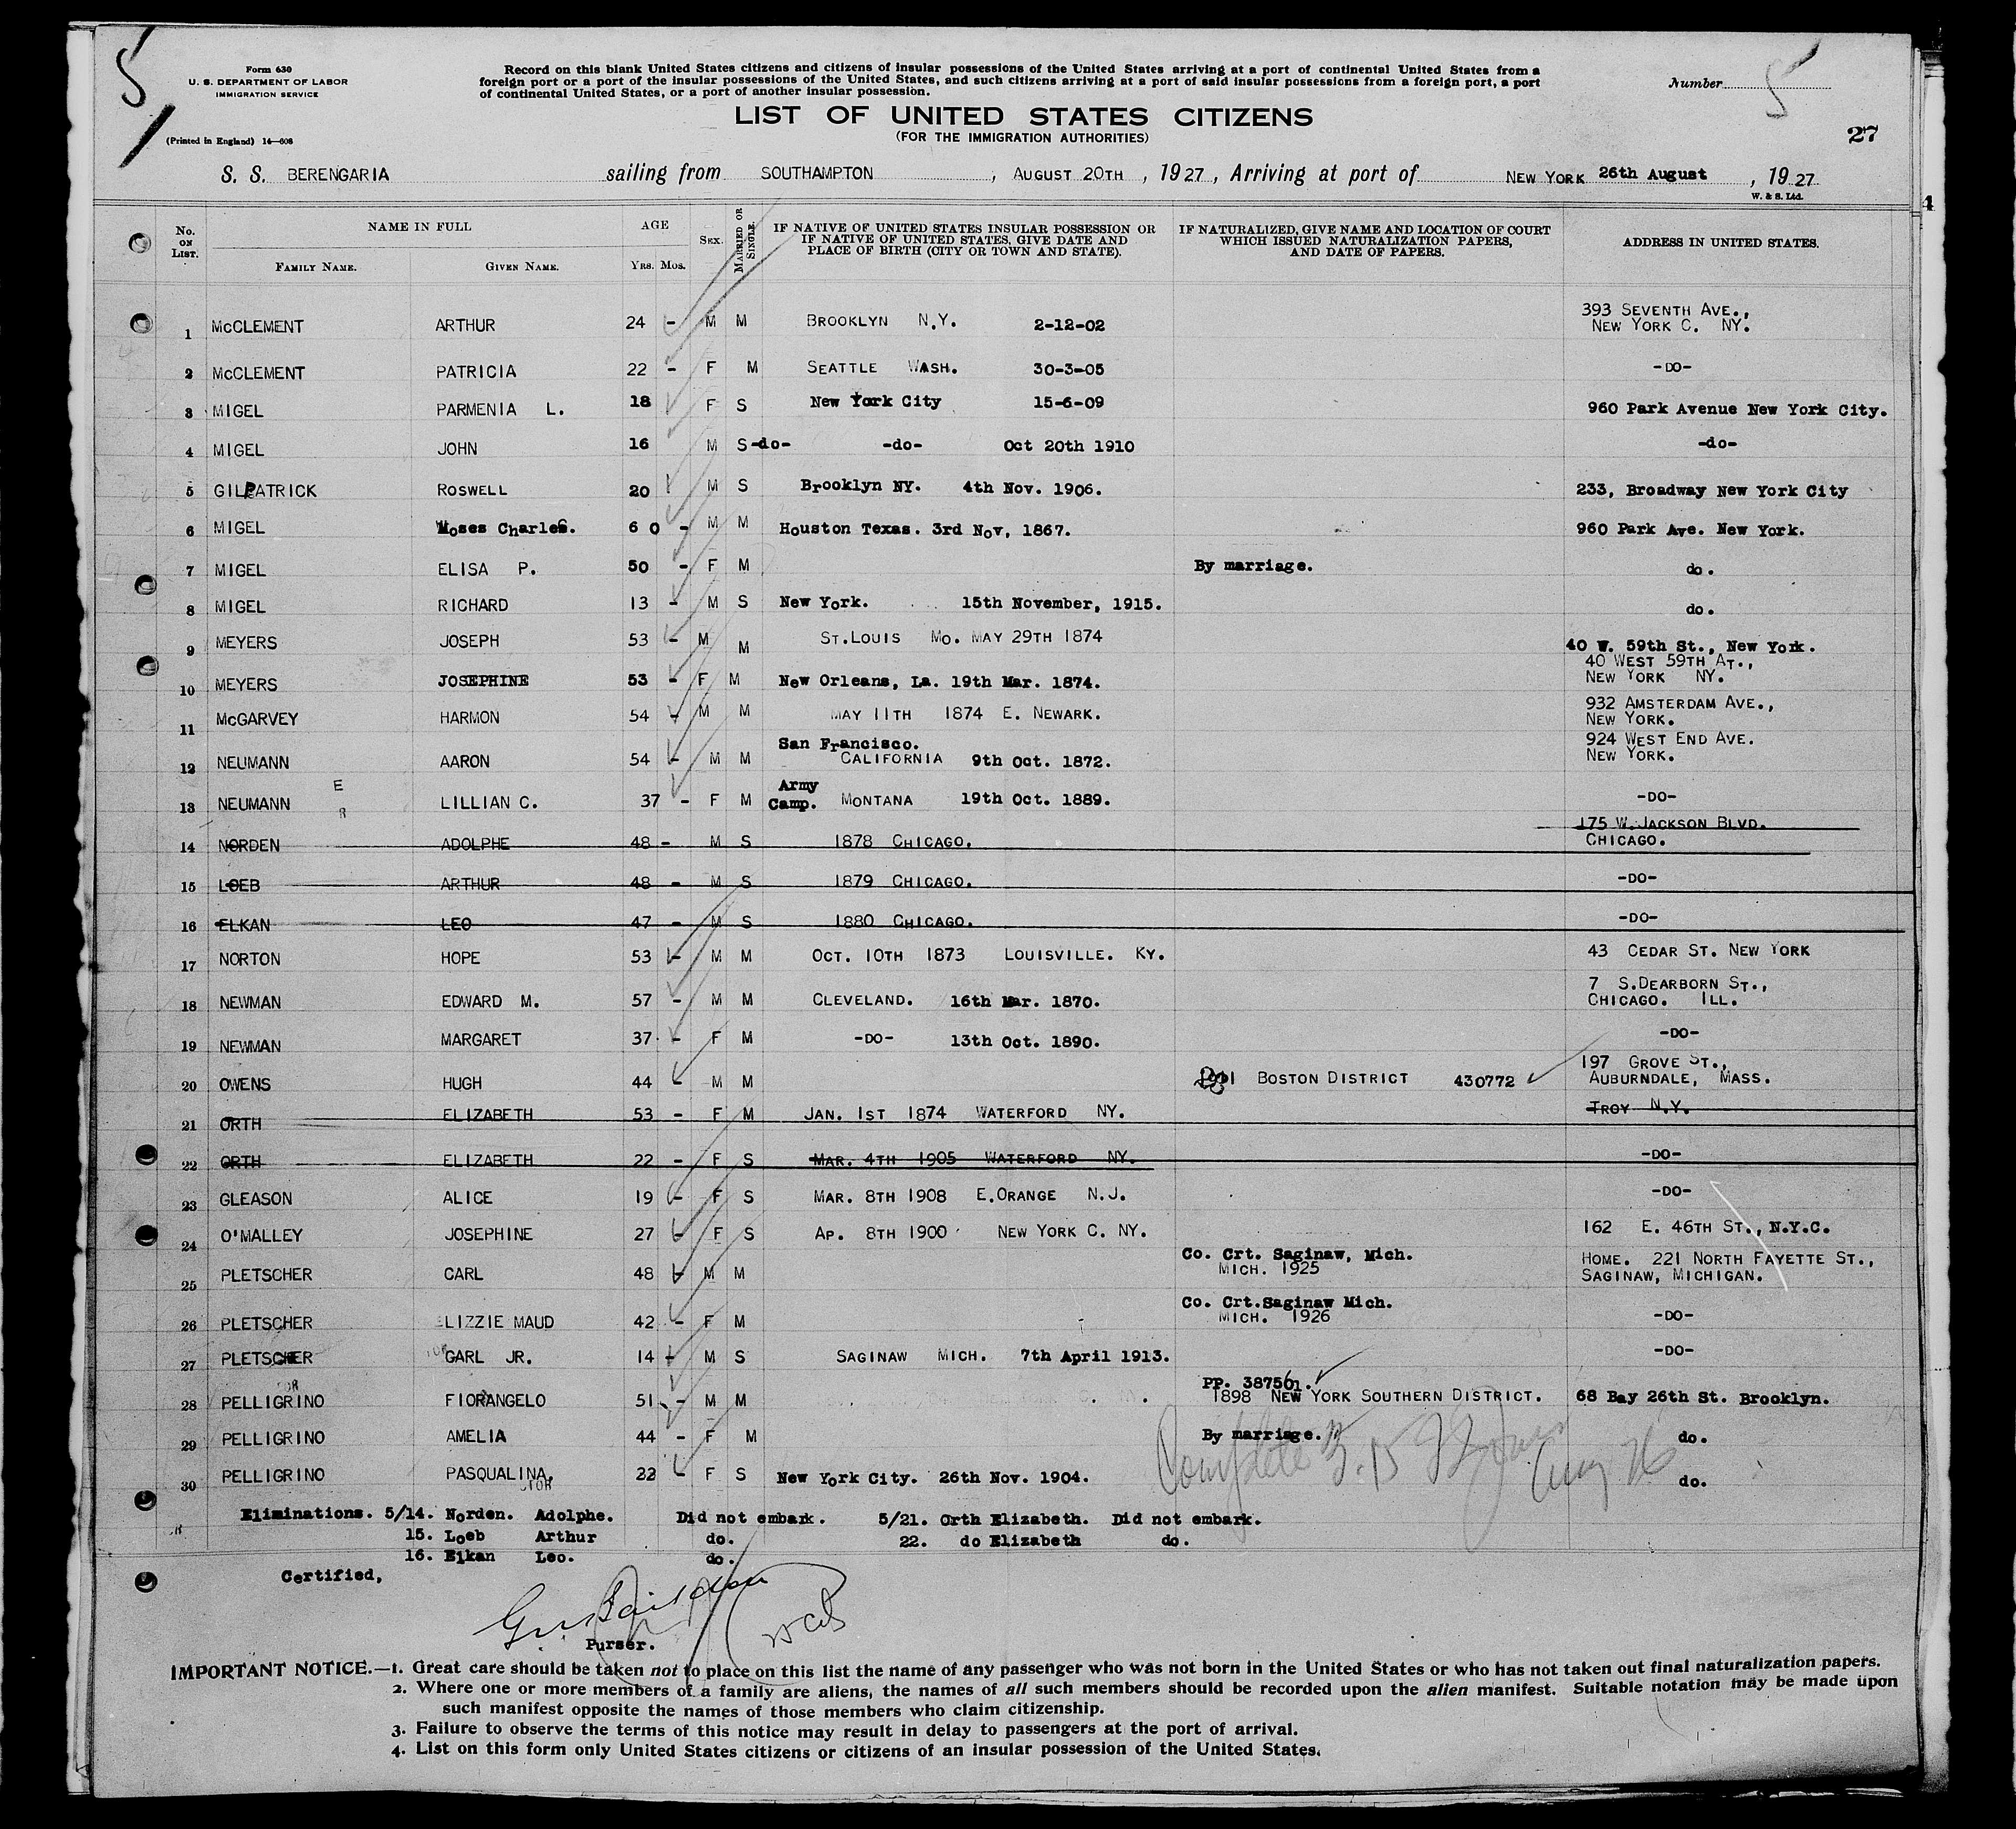 Form 630
U. S. DEPARTMENT OF LABOR
IMMIGRATION SERVICE
(Printed in England) 14—608
Record on this blank United States citizens and citizens of insular possessions of the United States arriving at a port of continental United States from a
foreign port or a port of the insular possessions of the United States, and such citizens arriving at a port of said insular possessions from a foreign port, a port
of continental United States, or a port of another insular possession.
Number 5
LIST OF UNITED STATES CITIZENS
(FOR THE IMMIGRATION AUTHORITIES)
27
S. S. BERENGARIA sailing from SOUTHAMPTON, AUGUST 20TH, 1927, Arriving at port of NEW YORK 26th August, 1927
W. & S. Ltd.
No. ON LIST. NAME IN FULL FAMILY NAME. GIVEN NAME. AGE YRS. MOS. SEX. MARRIED OR SINGLE. IF NATIVE OF UNITED STATES INSULAR POSSESSION OR IF NATIVE OF UNITED STATES, GIVE DATE AND PLACE OF BIRTH (CITY OR TOWN AND STATE). IF NATURALIZED, GIVE NAME AND LOCATION OF COURT WHICH ISSUED NATURALIZATION PAPERS, AND DATE OF PAPERS. ADDRESS IN UNITED STATES.
1 McCLEMENT ARTHUR 24 - M M BROOKLYN N.Y. 2-12-02 393 SEVENTH AVE., NEW YORK C. NY.
2 McCLEMENT PATRICIA 22 - F M SEATTLE WASH. 30-3-05 -DO-
3 MIGEL PARMENIA L. 18 F S New York City 15-6-09 960 Park Avenue New York City.
4 MIGEL JOHN 16 M S -do- -do- Oct 20th 1910 -do-
5 GILPATRICK ROSWELL 20 M S Brooklyn NY. 4th Nov. 1906. 233, Broadway New York City
6 MIGEL Moses Charles. 60 - M M Houston Texas. 3rd Nov, 1867. 960 Park Ave. New York.
7 MIGEL ELISA P. 50 - F M By marriage. do.
8 MIGEL RICHARD 13 - M S New York. 15th November, 1915. do.
9 MEYERS JOSEPH 53 - M M ST.LOUIS MO. MAY 29TH 1874 40 W. 59th St., New York.
10 MEYERS JOSEPHINE 53 - F M New Orleans, La. 19th Mar. 1874. 40 WEST 59TH AT., NEW YORK NY.
11 McGARVEY HARMON 54 - M M MAY 11TH 1874 E. NEWARK. 932 AMSTERDAM AVE., NEW YORK.
12 NEUMANN AARON 54 - M M San Francisco. CALIFORNIA 9th Oct. 1872. 924 WEST END AVE. NEW YORK.
13 NEUMANN LILLIAN C. 37 - F M Army Camp. MONTANA 19th Oct. 1889. -DO-
14 NORDEN ADOLPHE 48 - M S 1878 CHICAGO. 175 W. JACKSON BLVD. CHICAGO.
15 LOEB ARTHUR 48 - M S 1879 CHICAGO. -DO-
16 ELKAN LEO 47 - M S 1880 CHICAGO. -DO-
17 NORTON HOPE 53 - M M OCT. 10TH 1873 LOUISVILLE. KY. 43 CEDAR ST. NEW YORK
18 NEWMAN EDWARD M. 57 - M M CLEVELAND. 16th Mar. 1870. 7 S.DEARBORN ST., CHICAGO. ILL.
19 NEWMAN MARGARET 37 - F M -DO- 13th Oct. 1890. -DO-
20 OWENS HUGH 44 - M M BOSTON DISTRICT 430772 197 GROVE ST., AUBURNDALE, MASS.
21 ORTH ELIZABETH 53 - F M JAN. 1ST 1874 WATERFORD NY. TROY N.Y.
22 ORTH ELIZABETH 22 - F S MAR. 4TH 1905 WATERFORD NY. -DO-
23 GLEASON ALICE 19 - F S MAR. 8TH 1908 E.ORANGE N.J. -DO-
24 O'MALLEY JOSEPHINE 27 - F S AP. 8TH 1900 NEW YORK C. NY. 162 E. 46TH ST., N.Y.C.
25 PLETSCHER CARL 48 - M M Co. Crt. Saginaw, Mich. MICH. 1925 HOME. 221 NORTH FAYETTE ST., SAGINAW, MICHIGAN.
26 PLETSCHER LIZZIE MAUD 42 - F M Co. Crt.Saginaw Mich. MICH. 1926 -DO-
27 PLETSCHER CARL JR. 14 - M S SAGINAW MICH. 7th April 1913. -DO-
28 PELLIGRINO FIORANGELO 51 - M M PP. 387561. 1898 NEW YORK SOUTHERN DISTRICT. 68 Bay 26th St. Brooklyn.
29 PELLIGRINO AMELIA 44 - F M By marriage. do.
30 PELLIGRINO PASQUALINA. 22 - F S New York City. 26th Nov. 1904. do.
Complete Aug 26
Eliminations. 5/14. Norden. Adolphe. Did not embark. 5/21. Orth Elizabeth. Did not embark.
15. Loeb Arthur do. 22. do Elizabeth do.
16. Elkan Leo. do.
Certified,
Purser.
IMPORTANT NOTICE.—1. Great care should be taken not to place on this list the name of any passenger who was not born in the United States or who has not taken out final naturalization papers.
2. Where one or more members of a family are aliens, the names of all such members should be recorded upon the alien manifest. Suitable notation may be made upon
such manifest opposite the names of those members who claim citizenship.
3. Failure to observe the terms of this notice may result in delay to passengers at the port of arrival.
4. List on this form only United States citizens or citizens of an insular possession of the United States.